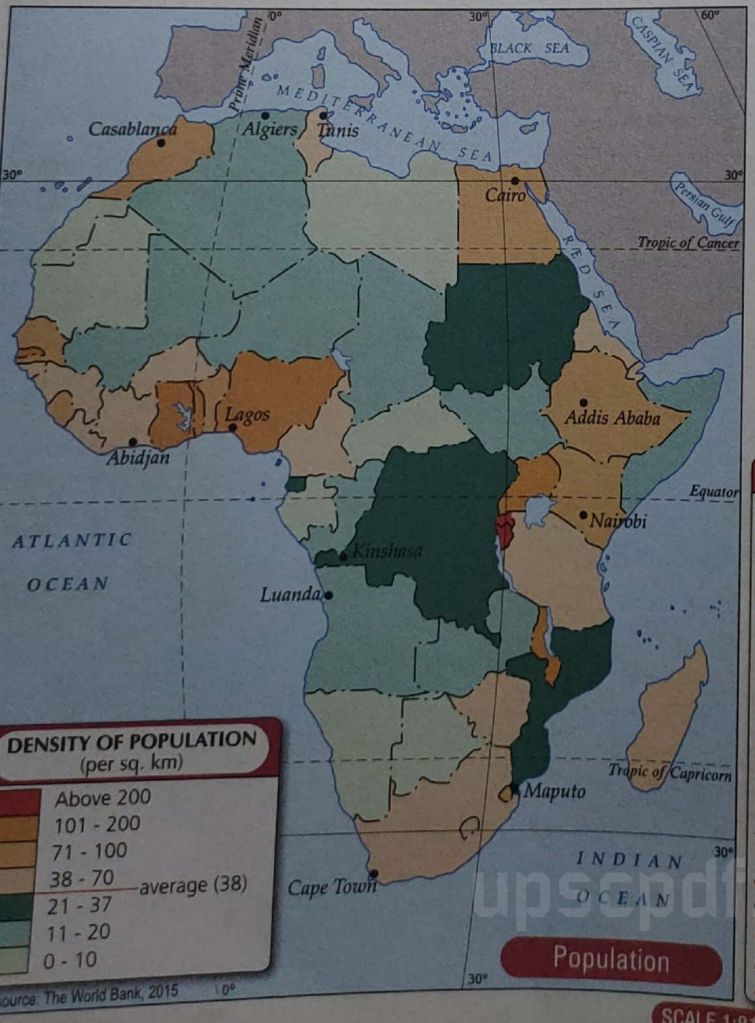 0°
30°
60°
Prime Meridian
BLACK SEA
CASPIAN SEA
MEDITERRANEAN SEA
Casablanca
Algiers
Tunis
30°
30°
Cairo
Persian Gulf
Tropic of Cancer
RED SEA
Lagos
Addis Ababa
Abidjan
Equator
Nairobi
ATLANTIC
OCEAN
Kinshasa
Luanda
DENSITY OF POPULATION
(per sq. km)
Above 200
101 - 200
71 - 100
38 - 70
average (38)
21 - 37
11 - 20
0 - 10
Tropic of Capricorn
Maputo
30°
INDIAN
OCEAN
Cape Town
upscpdf
Population
ource: The World Bank, 2015
0°
30°
SCALE 1: